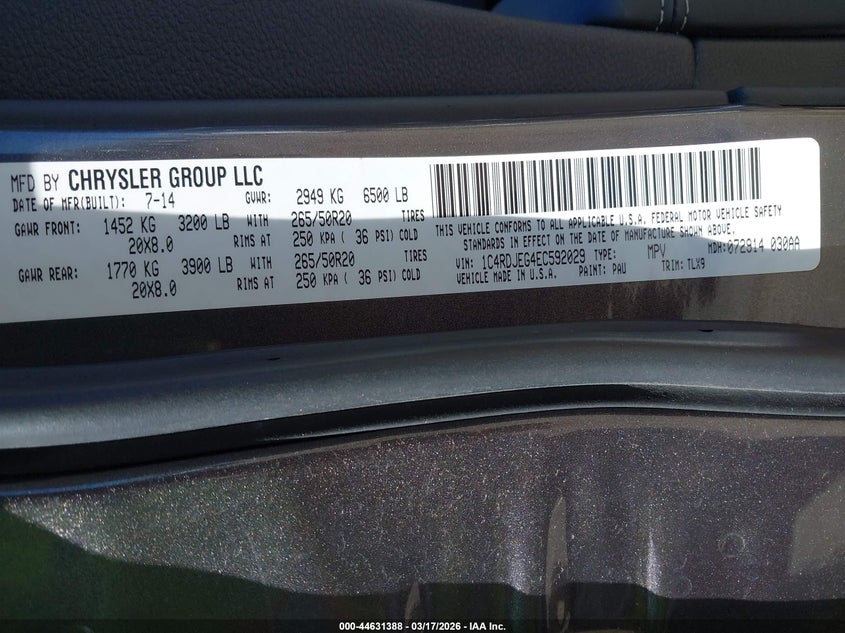 MFD BY CHRYSLER GROUP LLC
DATE OF MFR(BUILT): 7-14 GVWR: 2949 KG 6500 LB
GAWR FRONT: 1452 KG 3200 LB WITH 265/50R20 TIRES
20X8.0 RIMS AT 250 KPA ( 36 PSI) COLD
GAWR REAR: 1770 KG 3900 LB WITH 265/50R20 TIRES
20X8.0 RIMS AT 250 KPA ( 36 PSI) COLD
THIS VEHICLE CONFORMS TO ALL APPLICABLE U.S.A. FEDERAL MOTOR VEHICLE SAFETY
STANDARDS IN EFFECT ON THE DATE OF MANUFACTURE SHOWN ABOVE.
VIN: 1C4RDJEG4EC592029 TYPE: MPV MDH: 072814 030AA
VEHICLE MADE IN U.S.A. PAINT: PAU TRIM: TLX9
000-44631388 - 03/17/2026 - IAA Inc.